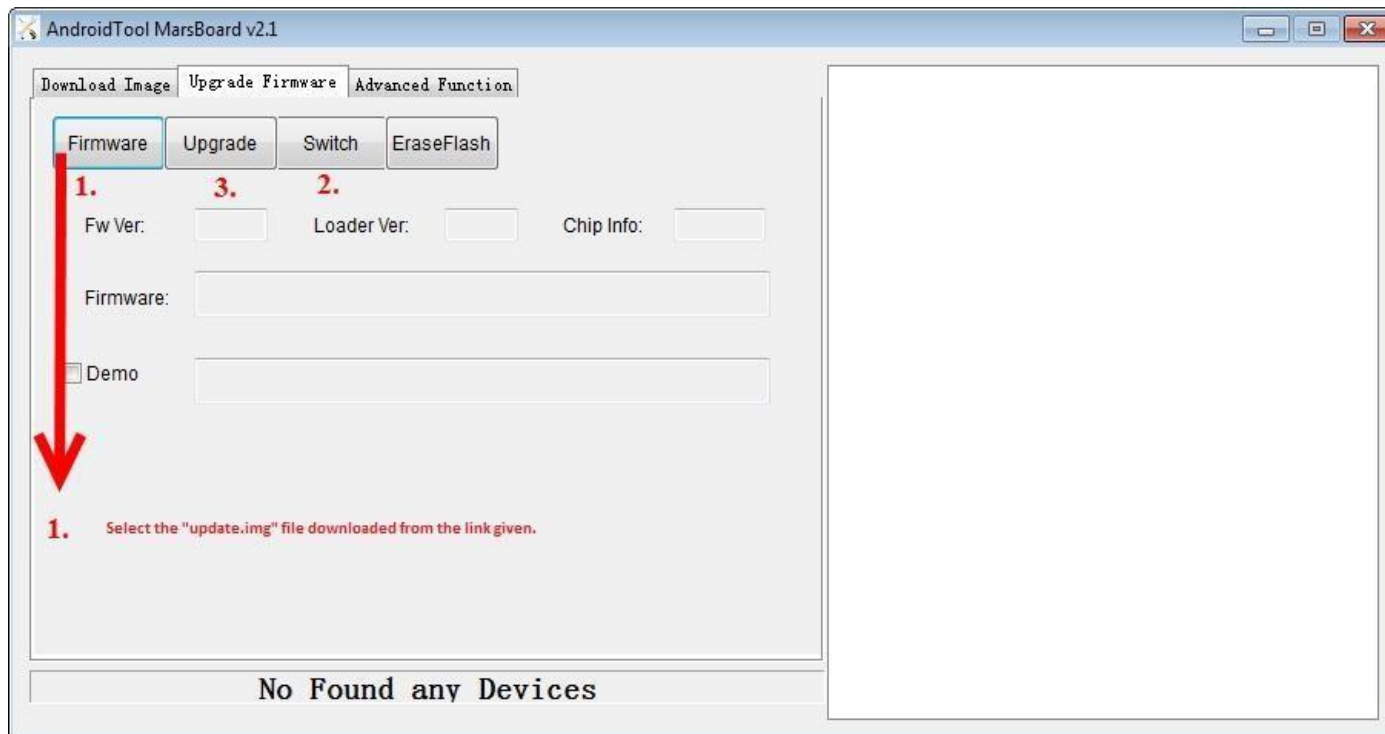 AndroidTool MarsBoard v2.1
Download Image Upgrade Firmware Advanced Function
Firmware Upgrade Switch EraseFlash
1. 3. 2.
Fw Ver: Loader Ver: Chip Info:
Firmware:
Demo
1. Select the "update.img" file downloaded from the link given.
No Found any Devices